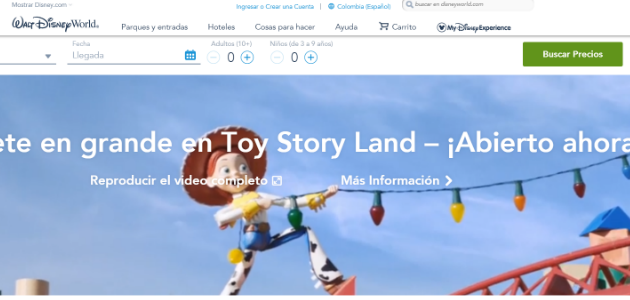 Mostrar Disney.com
Ingresar o Crear una Cuenta | Colombia (Español)
buscar en disneyworld.com
Walt Disney World.
Parques y entradas Hoteles Cosas para hacer Ayuda Carrito My Disney Experience
Fecha Adultos (10+) Niños (de 3 a 9 años)
Llegada 0 0 Buscar Precios
ete en grande en Toy Story Land – ¡Abierto ahora
Reproducir el video completo Más Información